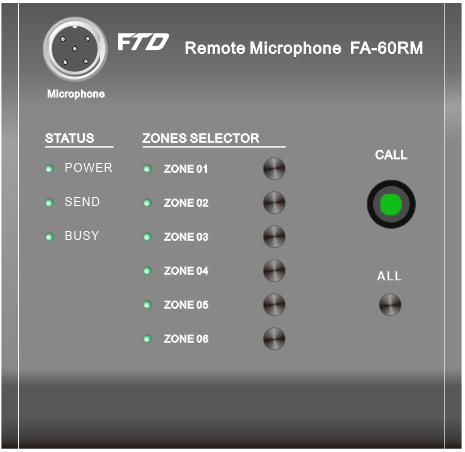 FTD Remote Microphone FA-60RM
Microphone
STATUS
POWER
SEND
BUSY
ZONES SELECTOR
ZONE 01
ZONE 02
ZONE 03
ZONE 04
ZONE 05
ZONE 06
CALL
ALL